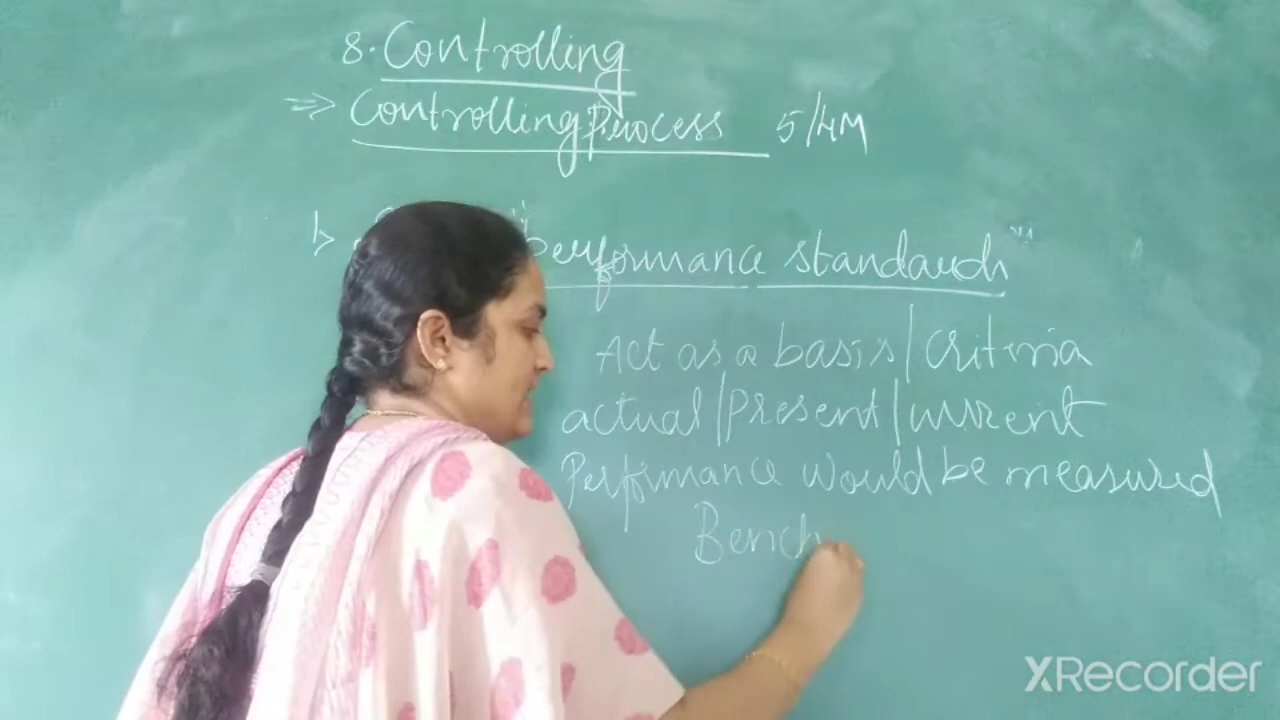 8. Controlling
⇒ Controlling Process 5/4M
Performance standards
Act as a basis / Criteria
actual / Present / current
Performance would be measured
Bench
XRecorder